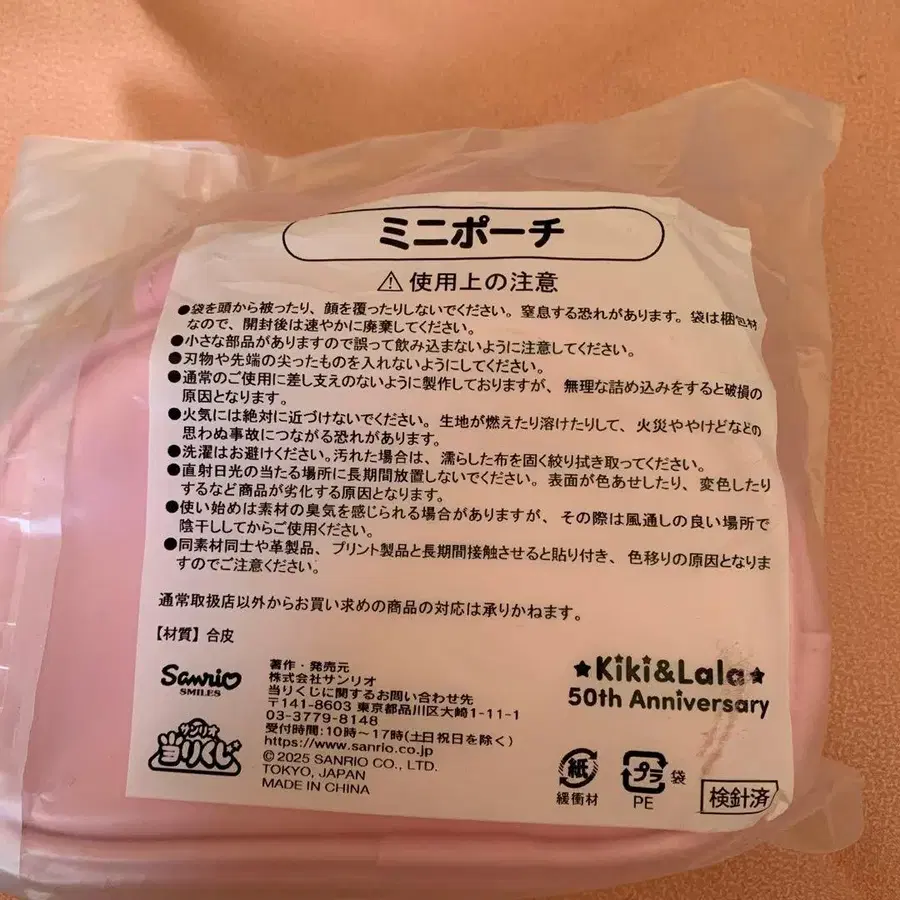 ミニポーチ
⚠使用上の注意
●袋を頭から被ったり、顔を覆ったりしないでください。窒息する恐れがあります。袋は梱包材
なので、開封後は速やかに廃棄してください。
●小さな部品がありますので誤って飲み込まないように注意してください。
●刃物や先端の尖ったものを入れないようにしてください。
●通常のご使用に差し支えのないように製作しておりますが、無理な詰め込みをすると破損の
原因となります。
●火気には絶対に近づけないでください。生地が燃えたり溶けたりして、火災ややけどなどの
思わぬ事故につながる恐れがあります。
●洗濯はお避けください。汚れた場合は、濡らした布を固く絞り拭き取ってください。
●直射日光の当たる場所に長期間放置しないでください。表面が色あせしたり、変色したり
するなど商品が劣化する原因となります。
●使い始めは素材の臭気を感じられる場合がありますが、その際は風通しの良い場所で
陰干ししてからご使用ください。
●同素材同士や革製品、プリント製品と長期間接触させると貼り付き、色移りの原因となりま
すのでご注意ください。
通常取扱店以外からお買い求めの商品の対応は承りかねます。
【材質】合皮
Sanrio
SMILES
サンリオ
当りくじ
著作・発売元
株式会社サンリオ
当りくじに関するお問い合わせ先
〒141-8603 東京都品川区大崎1-11-1
03-3779-8148
受付時間:10時～17時(土日祝日を除く)
https://www.sanrio.co.jp
© 2025 SANRIO CO., LTD.
TOKYO, JAPAN
MADE IN CHINA
★Kiki&Lala★
50th Anniversary
紙
緩衝材
プラ 袋
PE
検針済